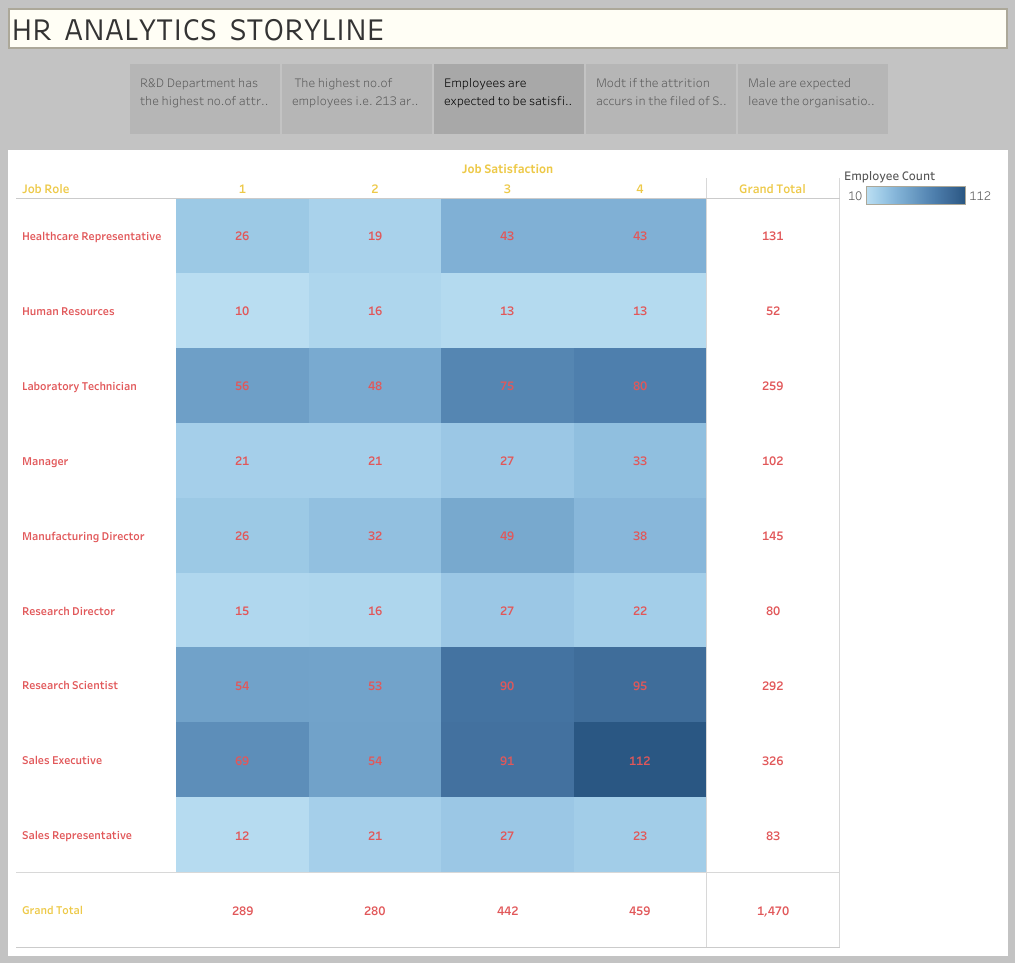 HR ANALYTICS STORYLINE
R&D Department has
the highest no.of attr..
The highest no.of
employees i.e. 213 ar..
Employees are
expected to be satisfi..
Modt if the attrition
accurs in the filed of S..
Male are expected
leave the organisatio..
Job Satisfaction
Job Role 1 2 3 4 Grand Total
Employee Count
10 112
Healthcare Representative 26 19 43 43 131
Human Resources 10 16 13 13 52
Laboratory Technician 56 48 75 80 259
Manager 21 21 27 33 102
Manufacturing Director 26 32 49 38 145
Research Director 15 16 27 22 80
Research Scientist 54 53 90 95 292
Sales Executive 69 54 91 112 326
Sales Representative 12 21 27 23 83
Grand Total 289 280 442 459 1,470